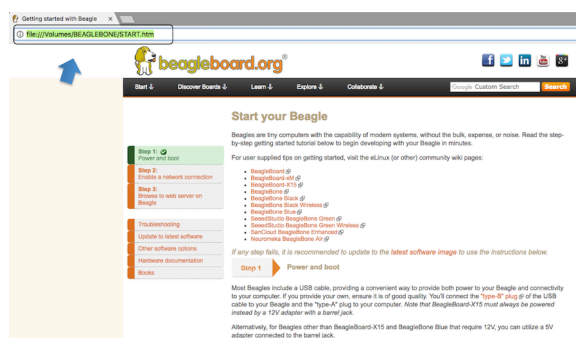 Getting started with Beagle
file:///Volumes/BEAGLEBONE/START.htm
beagleboard.org®
Start
Discover Boards
Learn
Explore
Collaborate
Google Custom Search
Search
Start your Beagle
Beagles are tiny computers with the capability of modern systems, without the bulk, expense, or noise. Read the step-
by-step getting started tutorial below to begin developing with your Beagle in minutes.
Step 1:
Power and boot
Step 2:
Enable a network connection
Step 3:
Browse to web server on
Beagle
Troubleshooting
Update to latest software
Other software options
Hardware documentation
Books
For user supplied tips on getting started, visit the eLinux (or other) community wiki pages:
BeagleBoard
BeagleBoard-xM
BeagleBoard-X15
BeagleBone
BeagleBone Black
BeagleBone Black Wireless
BeagleBone Blue
SeeedStudio BeagleBone Green
SeeedStudio BeagleBone Green Wireless
SanCloud BeagleBone Enhanced
Neuromeka BeagleBone Air
If any step fails, it is recommended to update to the latest software image to use the instructions below.
Step 1
Power and boot
Most Beagles include a USB cable, providing a convenient way to provide both power to your Beagle and connectivity
to your computer. If you provide your own, ensure it is of good quality. You'll connect the "type-B" plug of the USB
cable to your Beagle and the "type-A" plug to your computer. Note that BeagleBoard-X15 must always be powered
instead by a 12V adapter with a barrel jack.
Alternatively, for Beagles other than BeagleBoard-X15 and BeagleBone Blue that require 12V, you can utilize a 5V
adapter connected to the barrel jack.